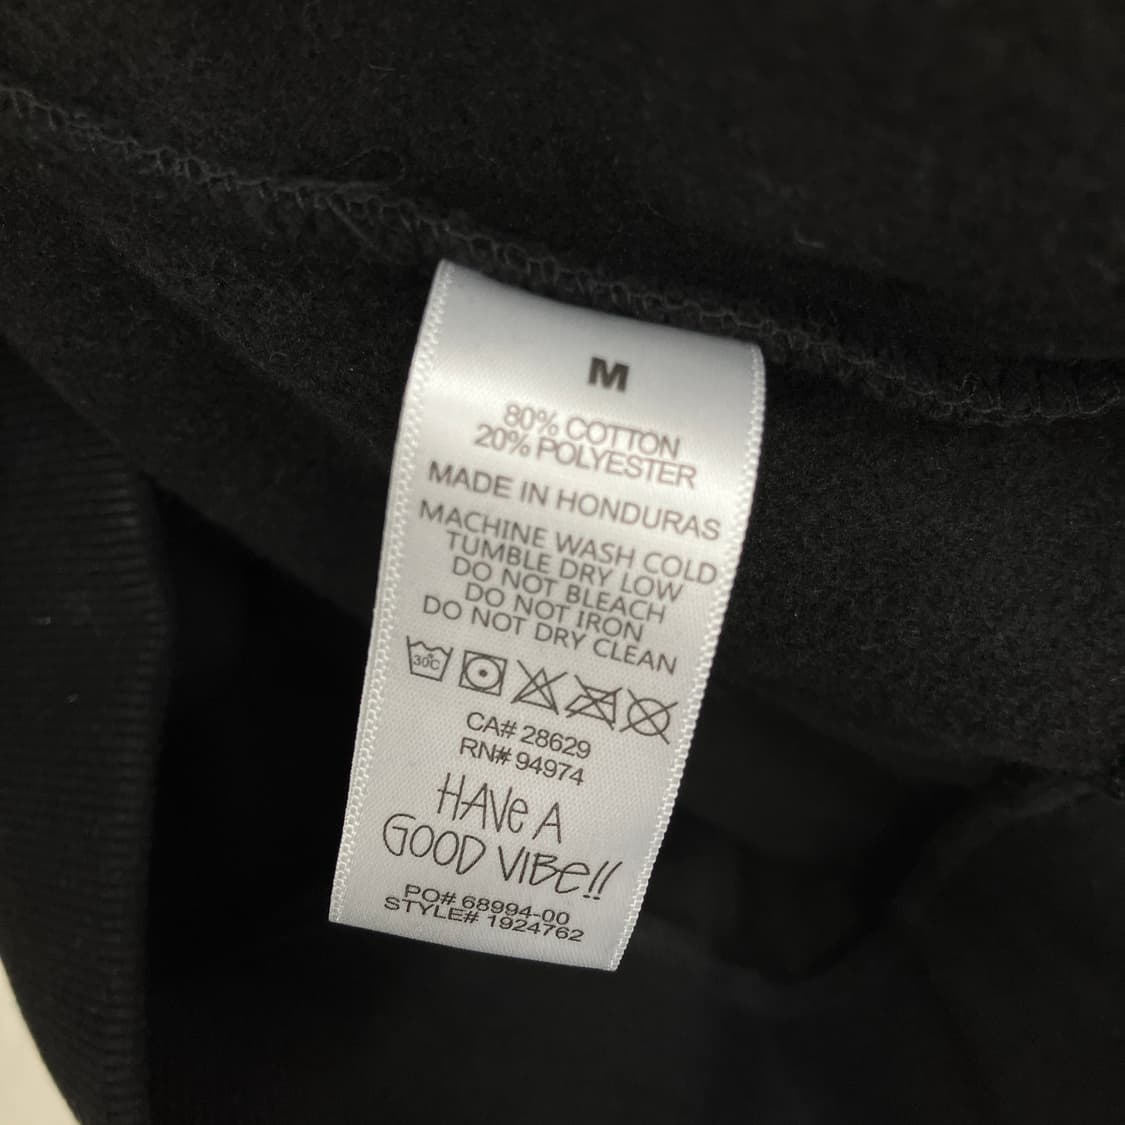 M
80% COTTON
20% POLYESTER
MADE IN HONDURAS
MACHINE WASH COLD
TUMBLE DRY LOW
DO NOT BLEACH
DO NOT IRON
DO NOT DRY CLEAN
30C
CA# 28629
RN# 94974
HAVe A
GOOD VIBe!!
PO# 68994-00
STYLE# 1924762